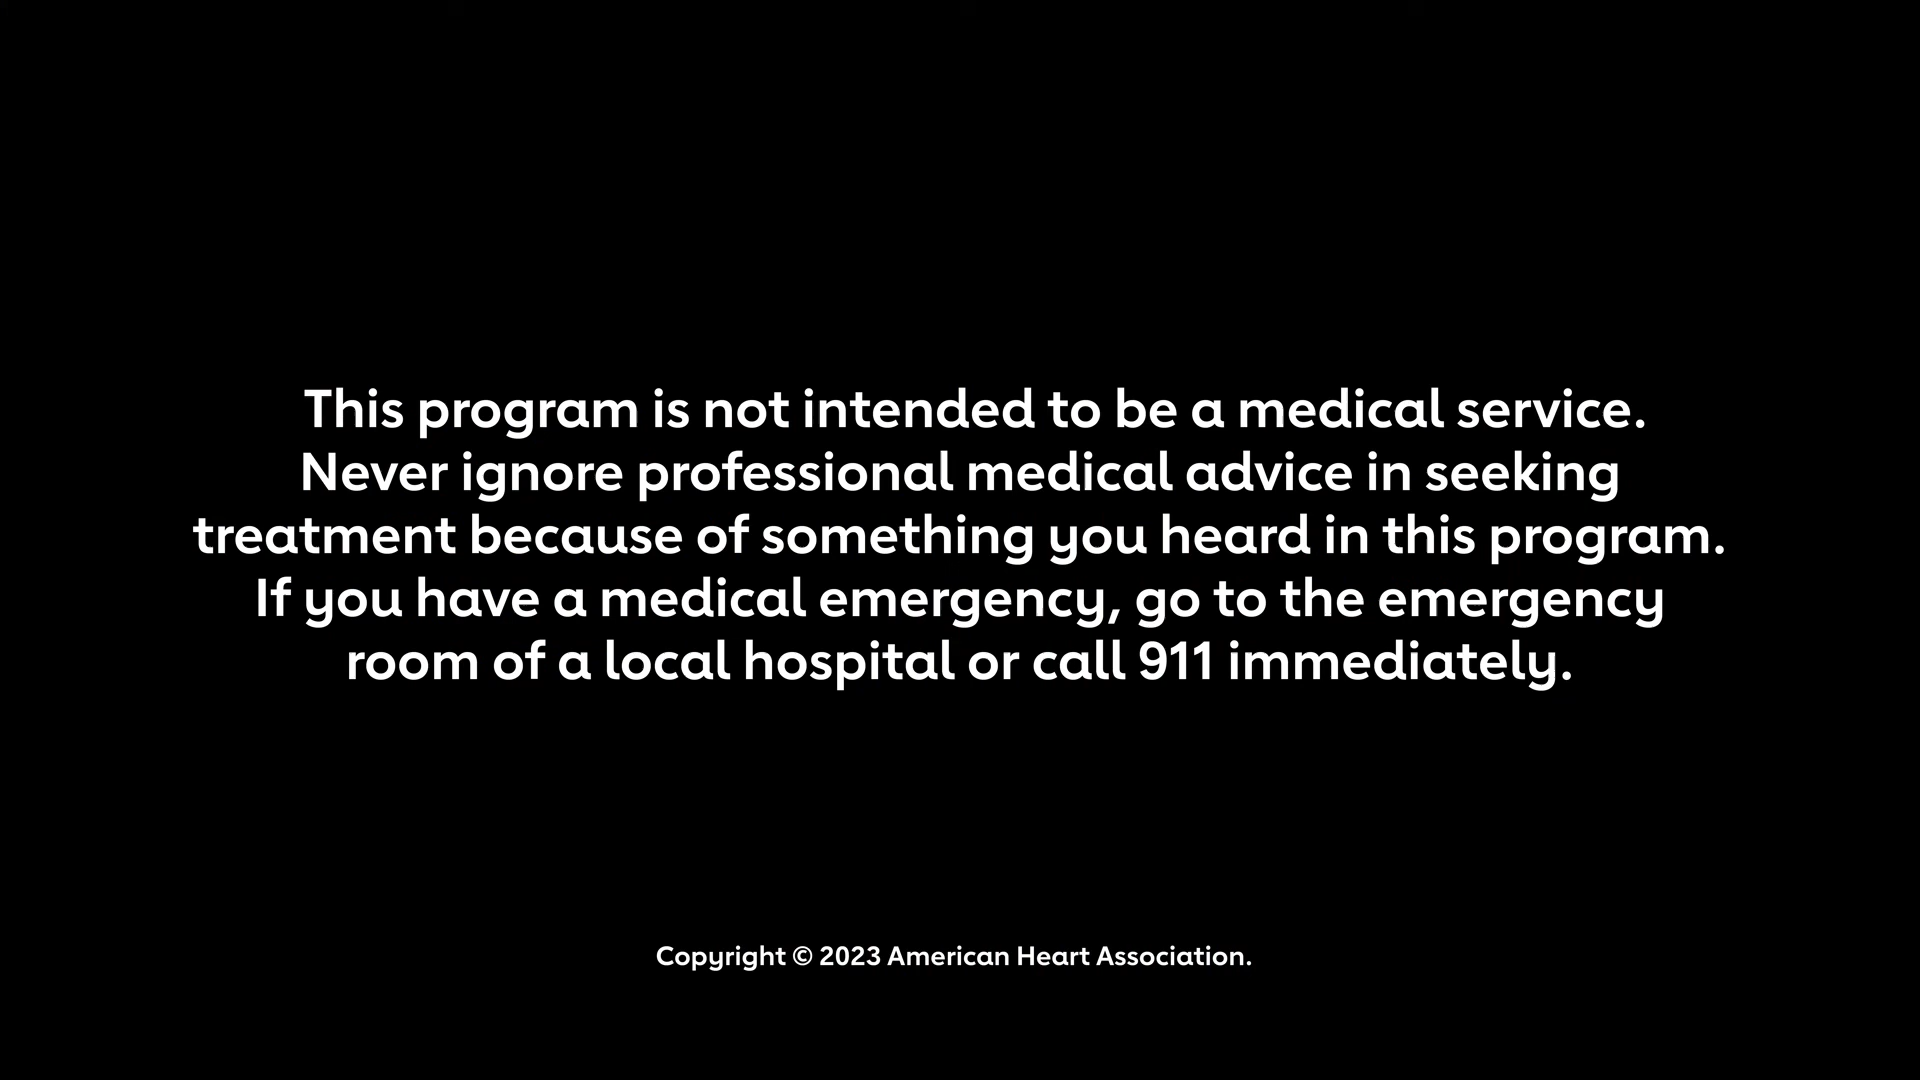 This program is not intended to be a medical service.
Never ignore professional medical advice in seeking
treatment because of something you heard in this program.
If you have a medical emergency, go to the emergency
room of a local hospital or call 911 immediately.
Copyright © 2023 American Heart Association.